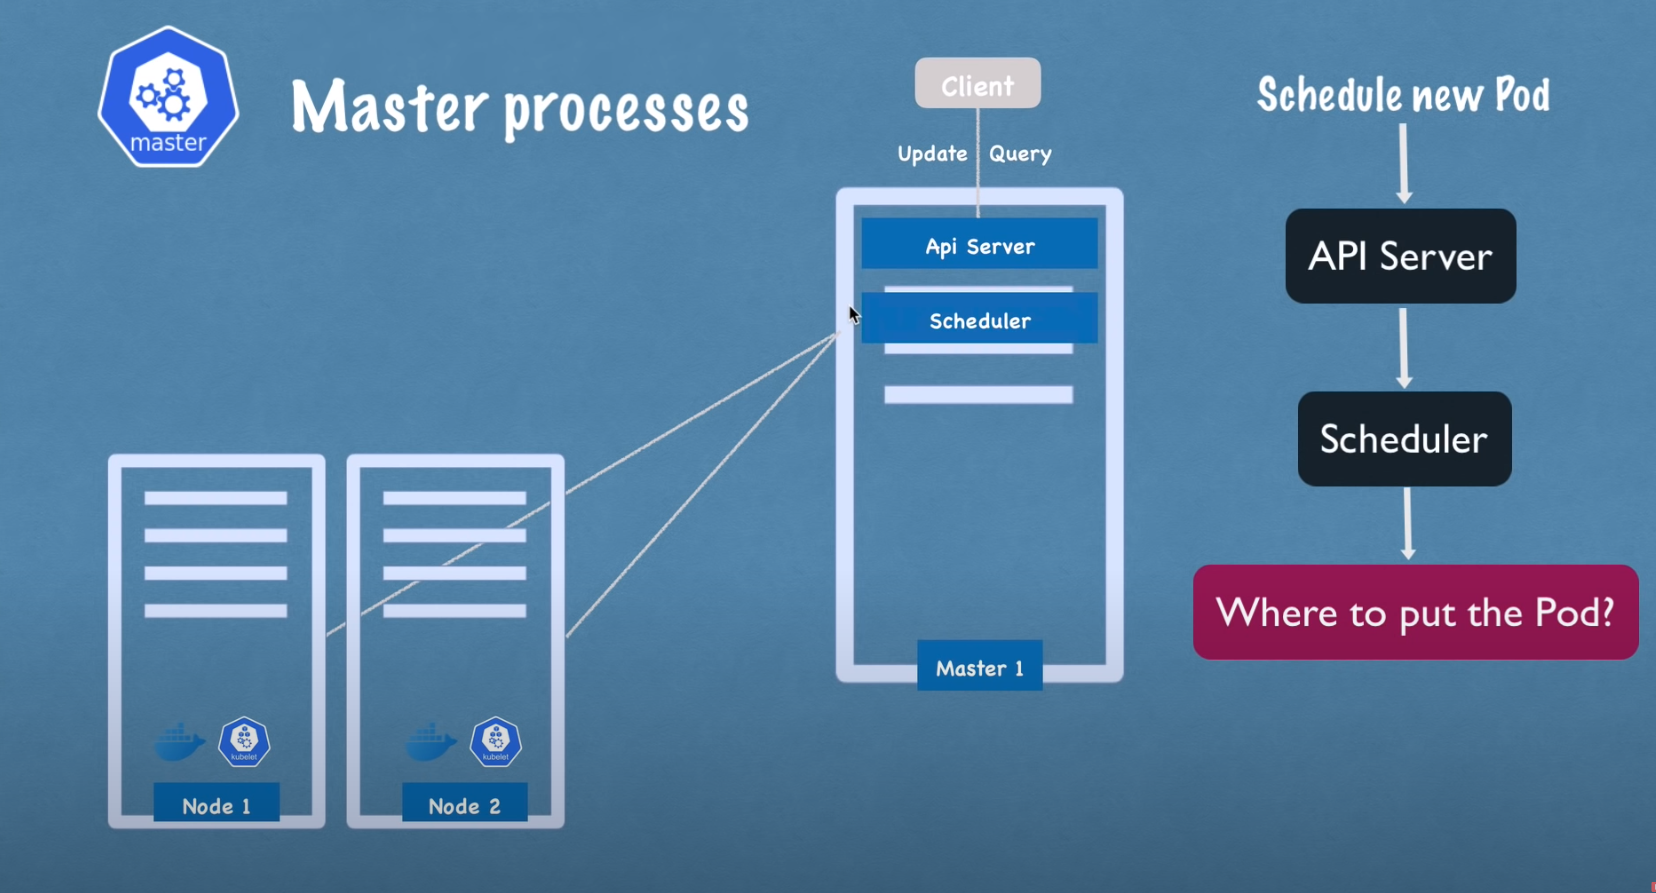 master
Master processes
Client
Update Query
Api Server
Scheduler
Master 1
kubelet
Node 1
kubelet
Node 2
Schedule new Pod
API Server
Scheduler
Where to put the Pod?